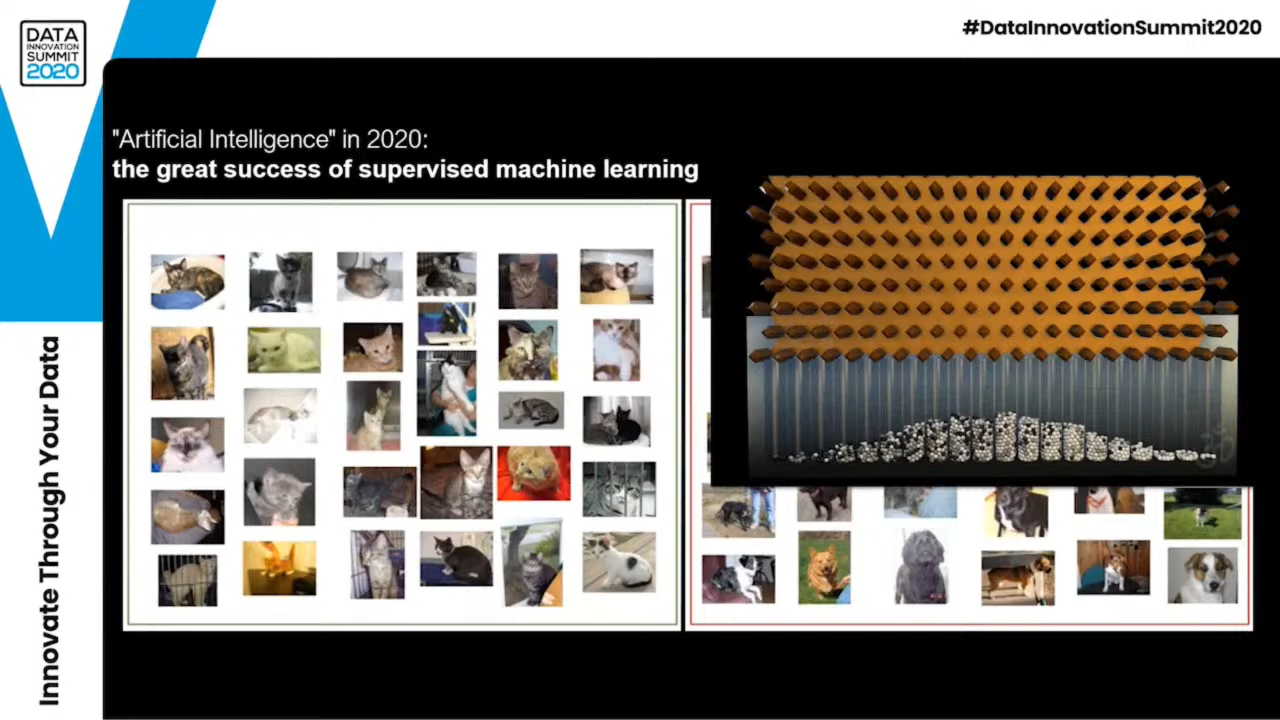 DATA
INNOVATION
SUMMIT
2020
#DataInnovationSummit2020
"Artificial Intelligence" in 2020:
the great success of supervised machine learning
Innovate Through Your Data